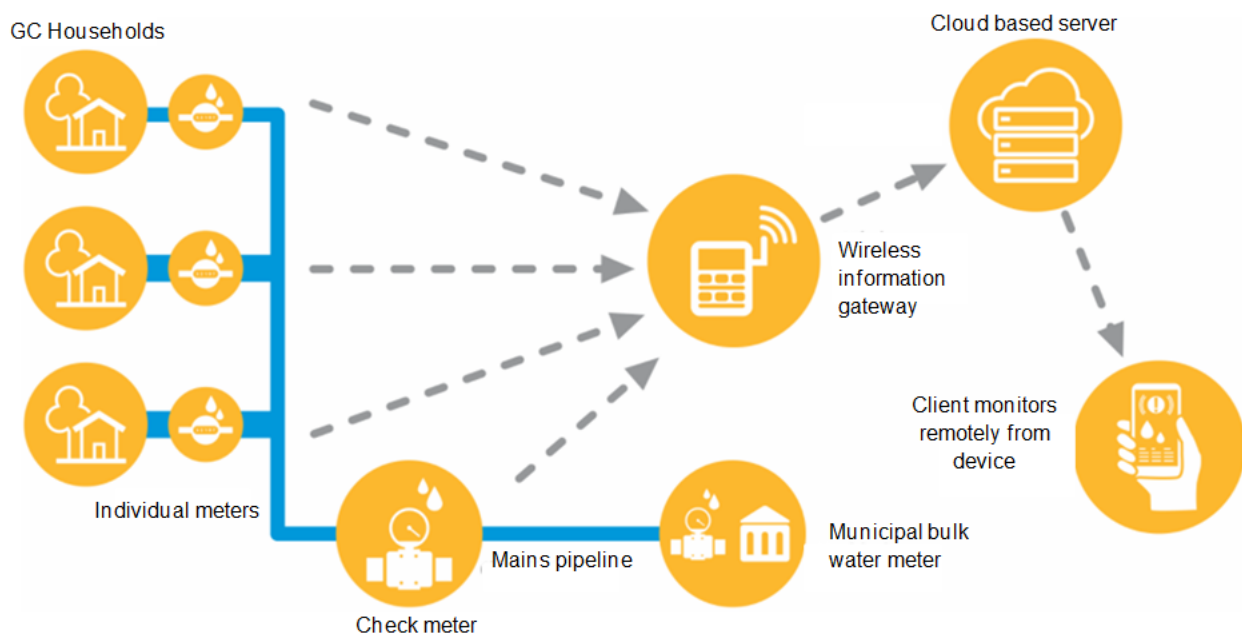 GC Households
Cloud based server
Wireless
information
gateway
Client monitors
remotely from
device
Individual meters
Mains pipeline
Municipal bulk
water meter
Check meter